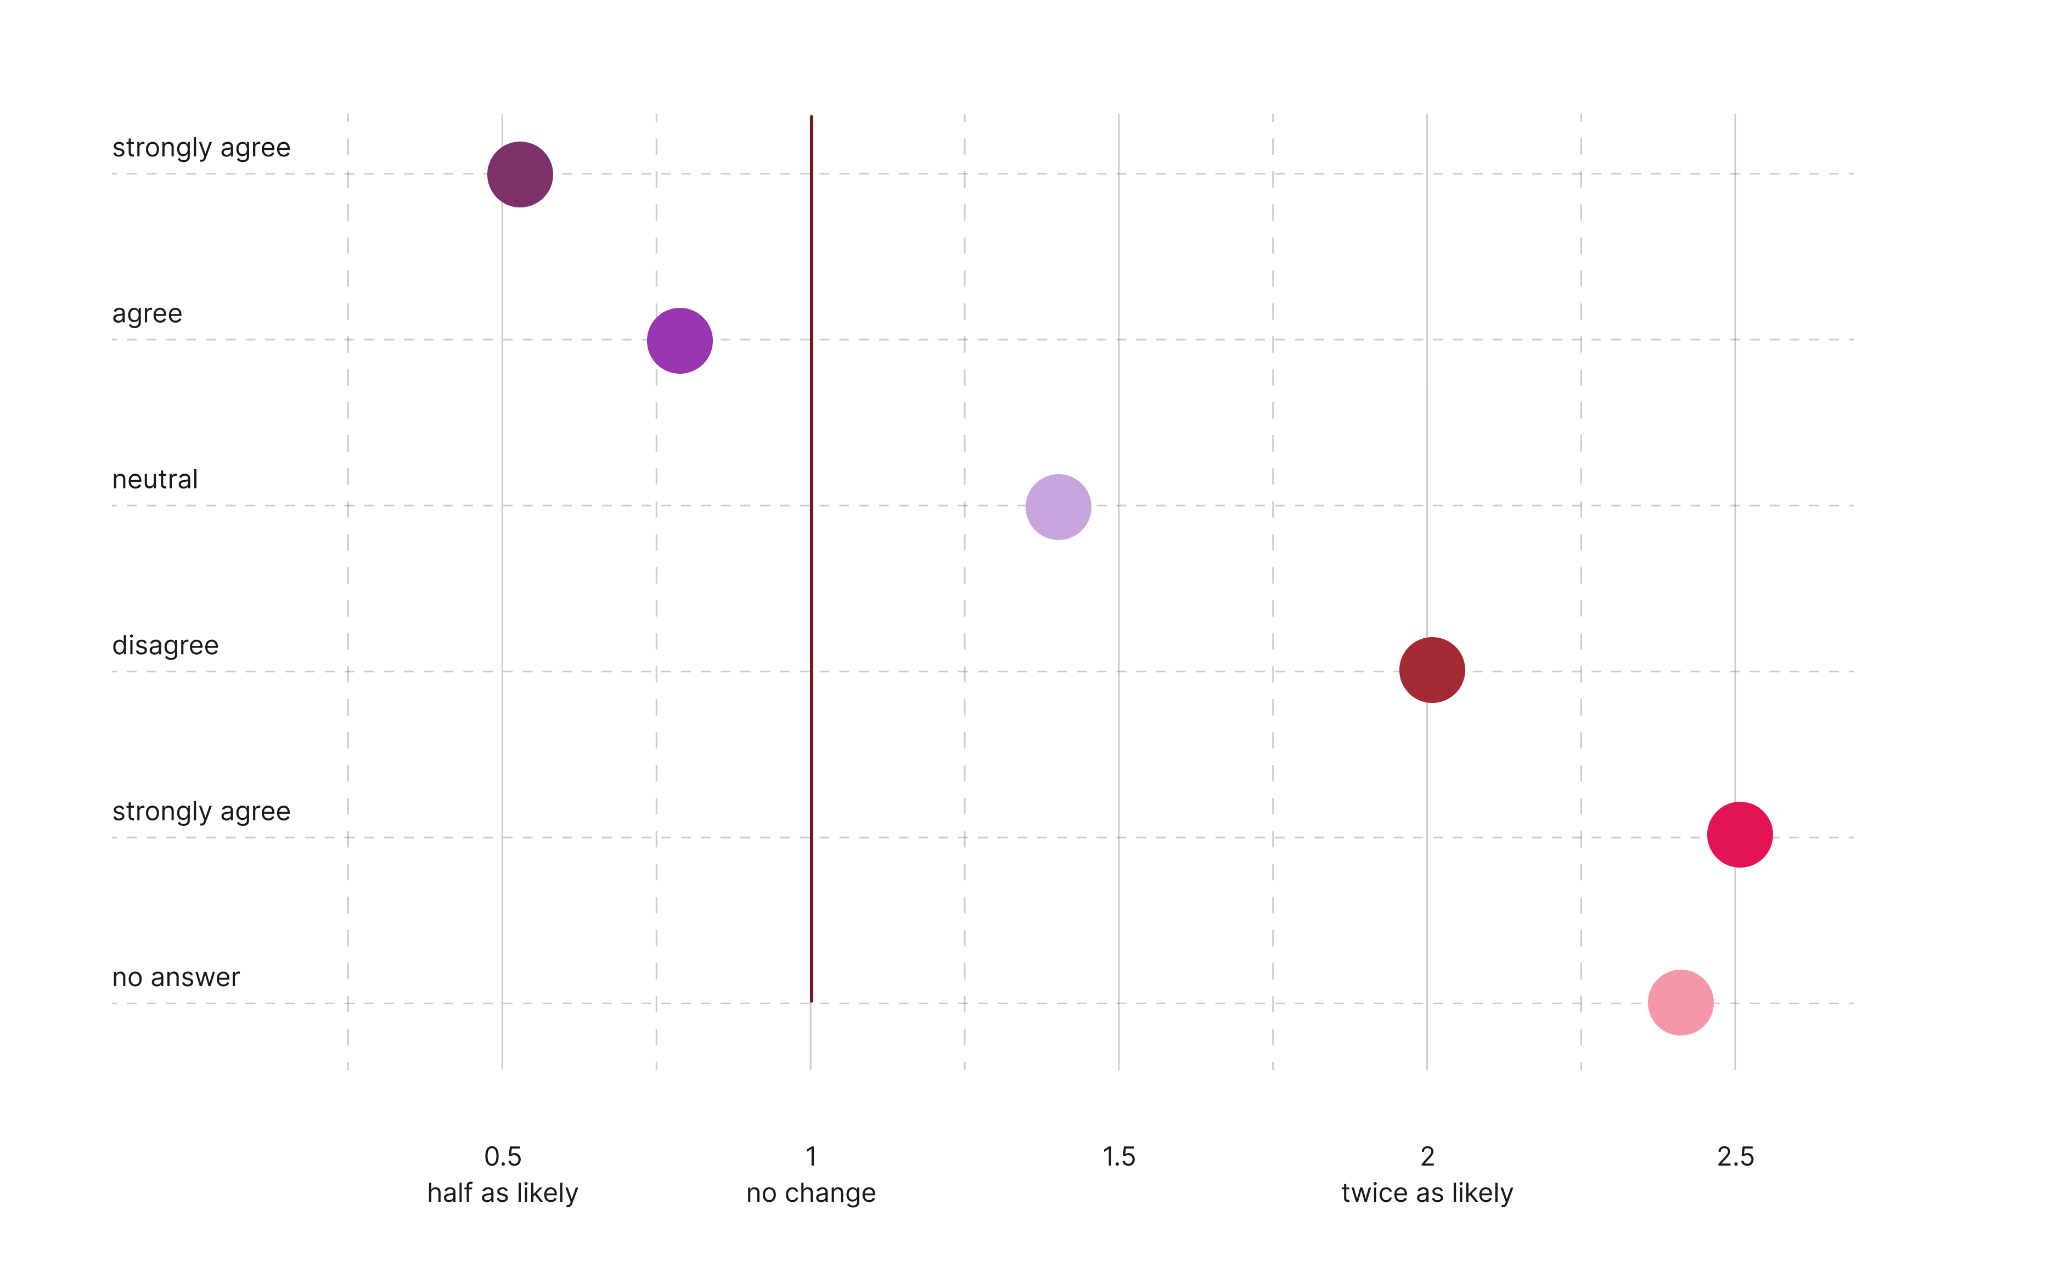 strongly agree
agree
neutral
disagree
strongly agree
no answer
0.5 1 1.5 2 2.5
half as likely no change twice as likely